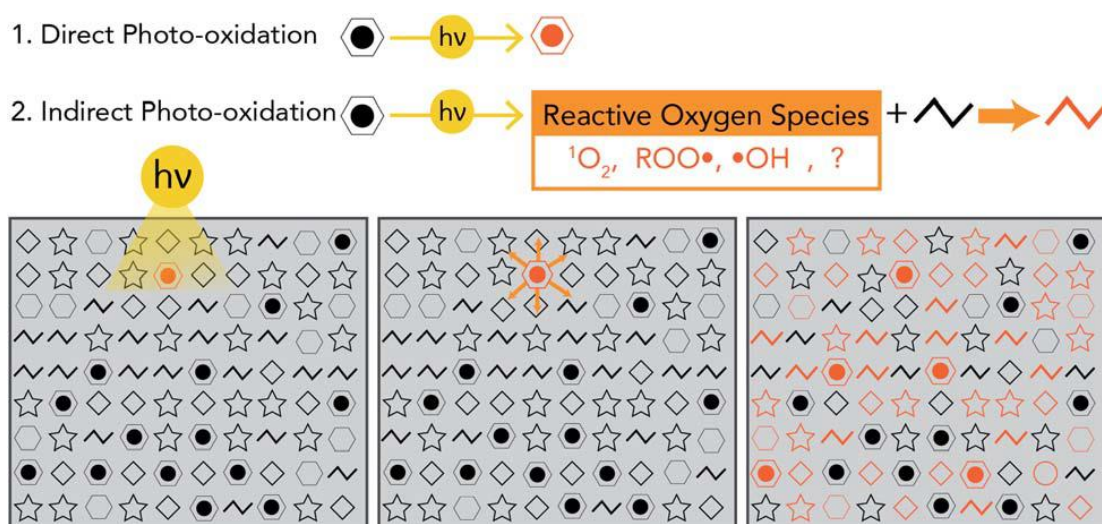 1. Direct Photo-oxidation hν
2. Indirect Photo-oxidation hν Reactive Oxygen Species +
¹O₂, ROO•, •OH , ?
hν